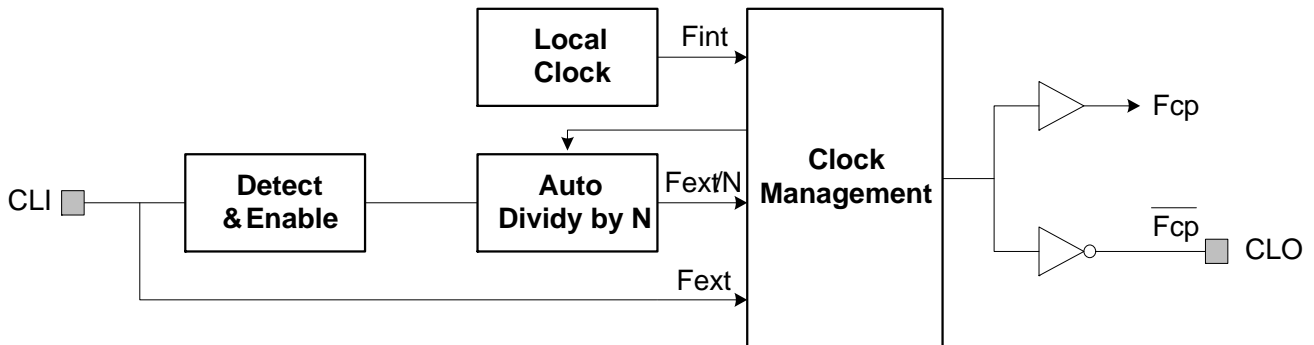 Local
Clock
Fint
Fcp
Clock
Management
CLI
Detect
& Enable
Auto
Dividy by N
Fext/N
Fcp
CLO
Fext